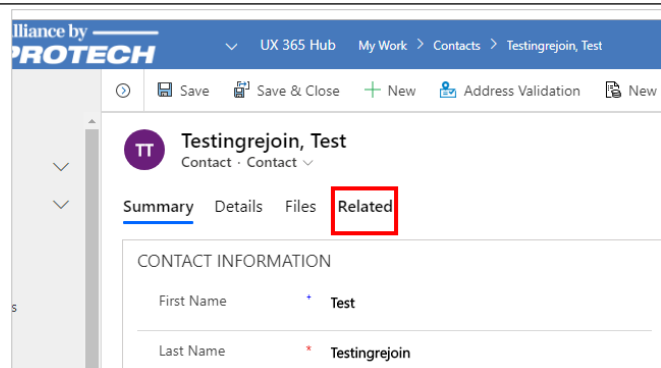 lliance by
PROTECH
UX 365 Hub My Work > Contacts > Testingrejoin, Test
Save Save & Close New Address Validation New
TT
Testingrejoin, Test
Contact · Contact
Summary Details Files Related
CONTACT INFORMATION
First Name * Test
s
Last Name * Testingrejoin